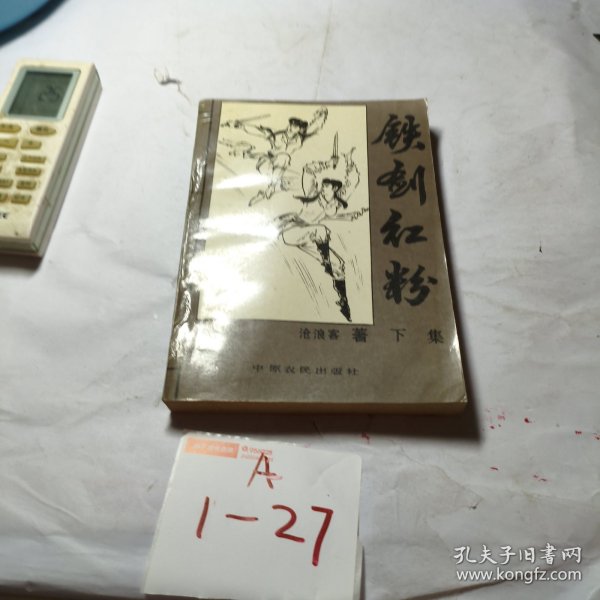 铁剑红粉
沧浪客 著 下集
中原农民出版社
A
1-27
孔夫子旧书网
www.kongfz.com